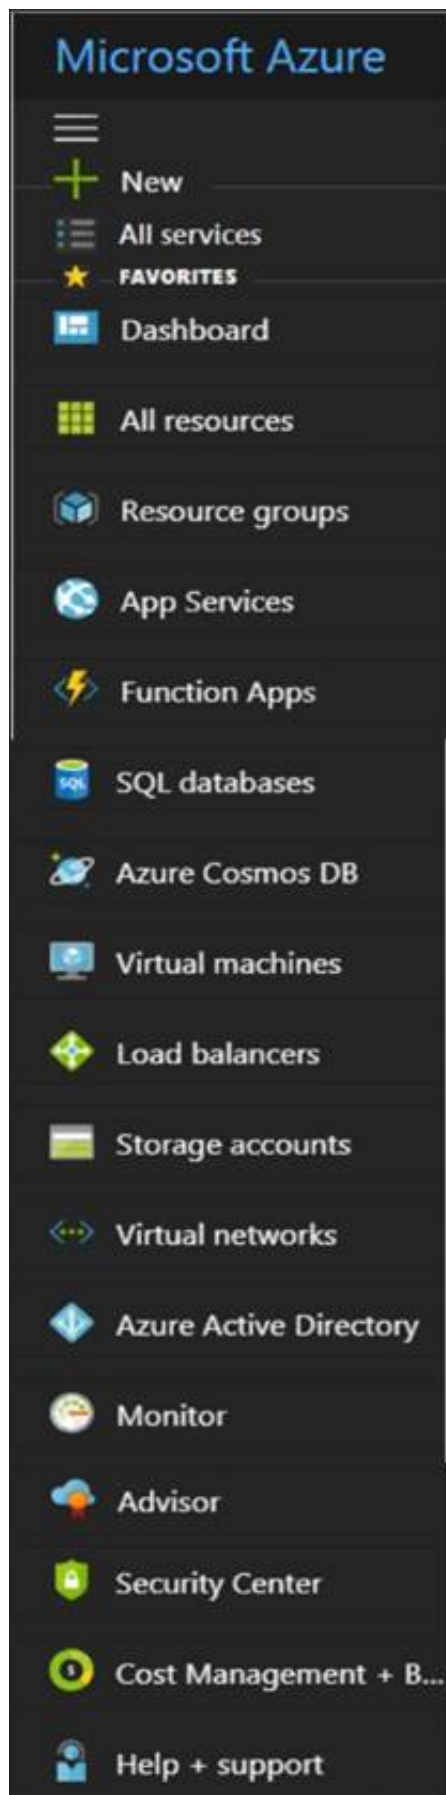 Microsoft Azure
New
All services
FAVORITES
Dashboard
All resources
Resource groups
App Services
Function Apps
SQL
SQL databases
Azure Cosmos DB
Virtual machines
Load balancers
Storage accounts
Virtual networks
Azure Active Directory
Monitor
Advisor
Security Center
Cost Management + B...
Help + support